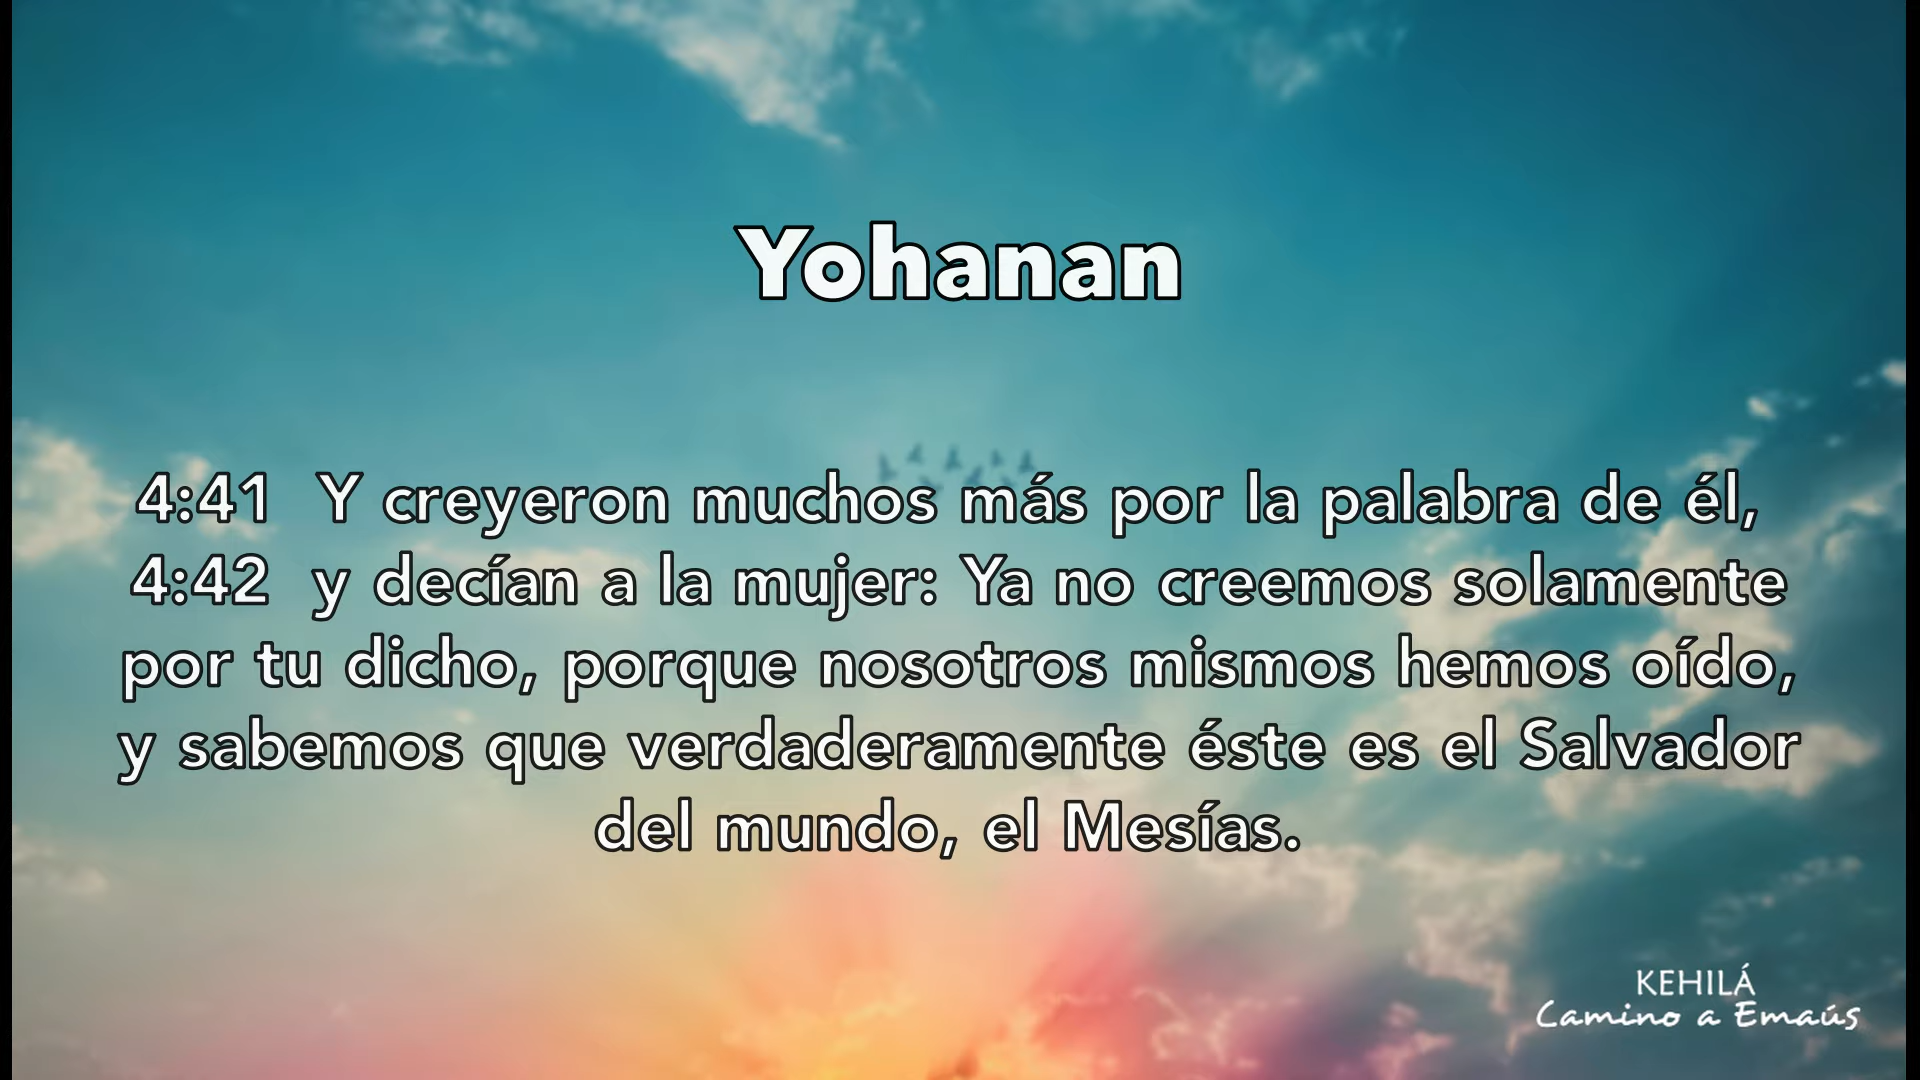 Yohanan
4:41 Y creyeron muchos más por la palabra de él,
4:42 y decían a la mujer: Ya no creemos solamente
por tu dicho, porque nosotros mismos hemos oído,
y sabemos que verdaderamente éste es el Salvador
del mundo, el Mesías.
KEHILÁ
Camino a Emaús